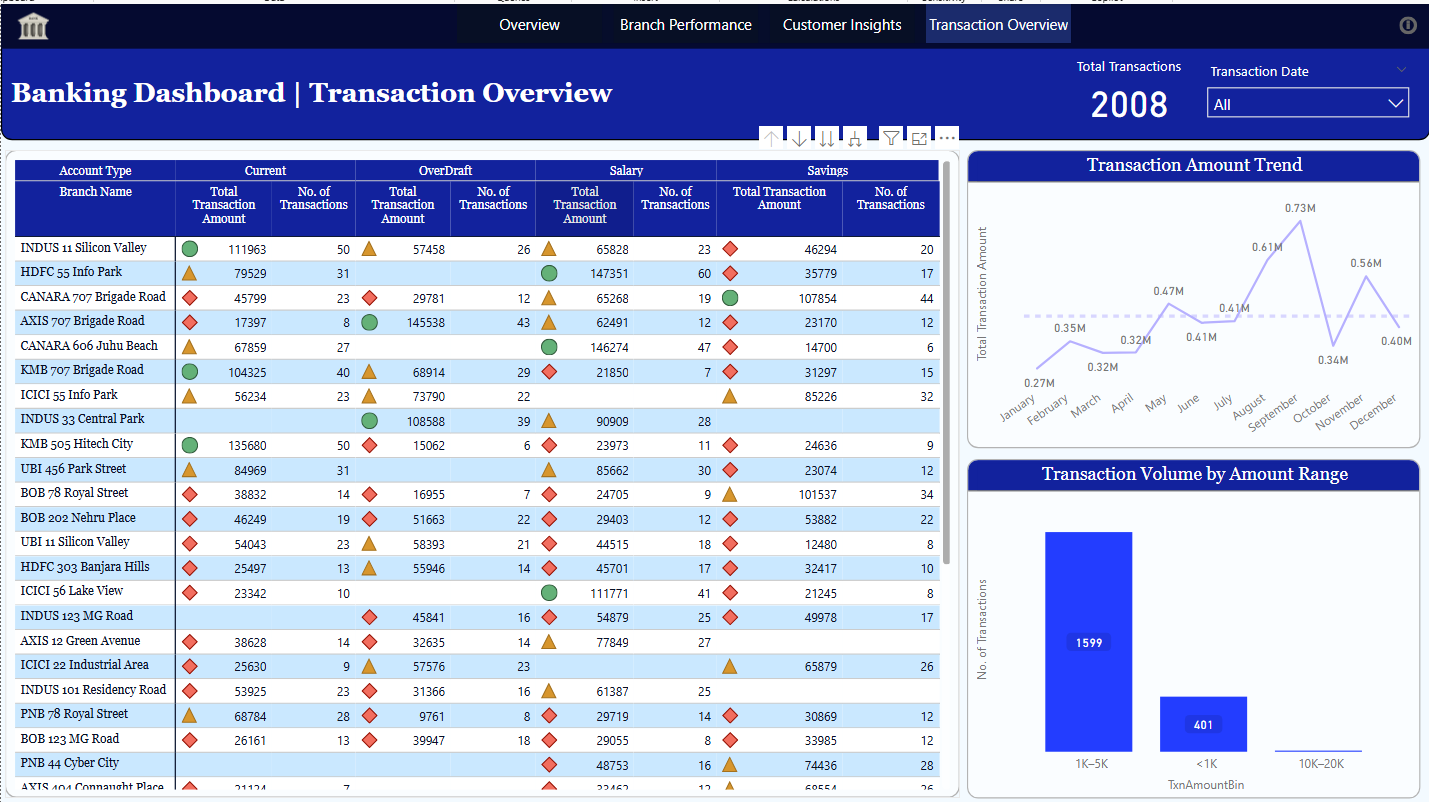 Overview Branch Performance Customer Insights Transaction Overview
Banking Dashboard | Transaction Overview
Total Transactions
2008
Transaction Date
All
Account Type Current OverDraft Salary Savings
Branch Name Total Transaction Amount No. of Transactions Total Transaction Amount No. of Transactions Total Transaction Amount No. of Transactions Total Transaction Amount No. of Transactions
INDUS 11 Silicon Valley 111963 50 57458 26 65828 23 46294 20
HDFC 55 Info Park 79529 31 147351 60 35779 17
CANARA 707 Brigade Road 45799 23 29781 12 65268 19 107854 44
AXIS 707 Brigade Road 17397 8 145538 43 62491 12 23170 12
CANARA 606 Juhu Beach 67859 27 146274 47 14700 6
KMB 707 Brigade Road 104325 40 68914 29 21850 7 31297 15
ICICI 55 Info Park 56234 23 73790 22 85226 32
INDUS 33 Central Park 108588 39 90909 28
KMB 505 Hitech City 135680 50 15062 6 23973 11 24636 9
UBI 456 Park Street 84969 31 85662 30 23074 12
BOB 78 Royal Street 38832 14 16955 7 24705 9 101537 34
BOB 202 Nehru Place 46249 19 51663 22 29403 12 53882 22
UBI 11 Silicon Valley 54043 23 58393 21 44515 18 12480 8
HDFC 303 Banjara Hills 25497 13 55946 14 45701 17 32417 10
ICICI 56 Lake View 23342 10 111771 41 21245 8
INDUS 123 MG Road 45841 16 54879 25 49978 17
AXIS 12 Green Avenue 38628 14 32635 14 77849 27
ICICI 22 Industrial Area 25630 9 57576 23 65879 26
INDUS 101 Residency Road 53925 23 31366 16 61387 25
PNB 78 Royal Street 68784 28 9761 8 29719 14 30869 12
BOB 123 MG Road 26161 13 39947 18 29055 8 33985 12
PNB 44 Cyber City 48753 16 74436 28
AXIS 404 Connaught Place 21124 7 33462 12 68554 26
Transaction Amount Trend
Total Transaction Amount
0.27M
0.35M
0.32M
0.32M
0.47M
0.41M
0.41M
0.61M
0.73M
0.34M
0.56M
0.40M
January February March April May June July August September October November December
Transaction Volume by Amount Range
No. of Transactions
1599
401
1K–5K <1K 10K–20K
TxnAmountBin